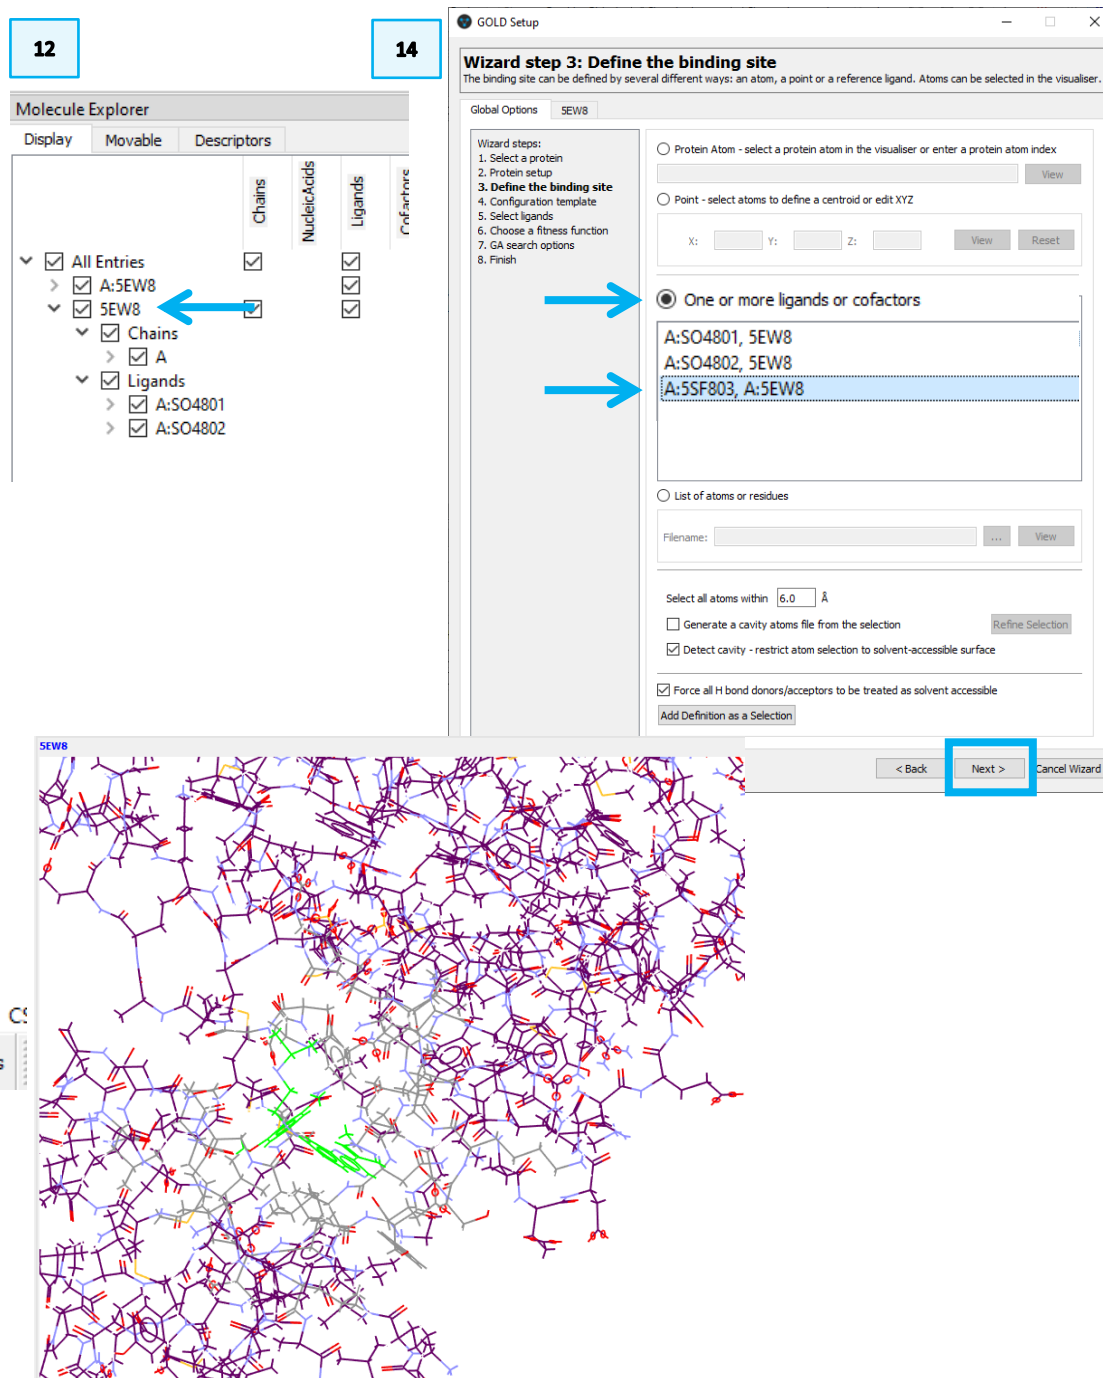 12
Molecule Explorer
Display Movable Descriptors
Chains
NucleicAcids
Ligands
Cofactors
All Entries
A:5EW8
5EW8
Chains
A
Ligands
A:SO4801
A:SO4802
14
GOLD Setup
Wizard step 3: Define the binding site
The binding site can be defined by several different ways: an atom, a point or a reference ligand. Atoms can be selected in the visualiser.
Global Options 5EW8
Wizard steps:
1. Select a protein
2. Protein setup
3. Define the binding site
4. Configuration template
5. Select ligands
6. Choose a fitness function
7. GA search options
8. Finish
Protein Atom - select a protein atom in the visualiser or enter a protein atom index
View
Point - select atoms to define a centroid or edit XYZ
X: Y: Z: View Reset
One or more ligands or cofactors
A:SO4801, 5EW8
A:SO4802, 5EW8
A:5SF803, A:5EW8
List of atoms or residues
Filename: ... View
Select all atoms within 6.0 Å
Generate a cavity atoms file from the selection Refine Selection
Detect cavity - restrict atom selection to solvent-accessible surface
Force all H bond donors/acceptors to be treated as solvent accessible
Add Definition as a Selection
< Back Next > Cancel Wizard
5EW8